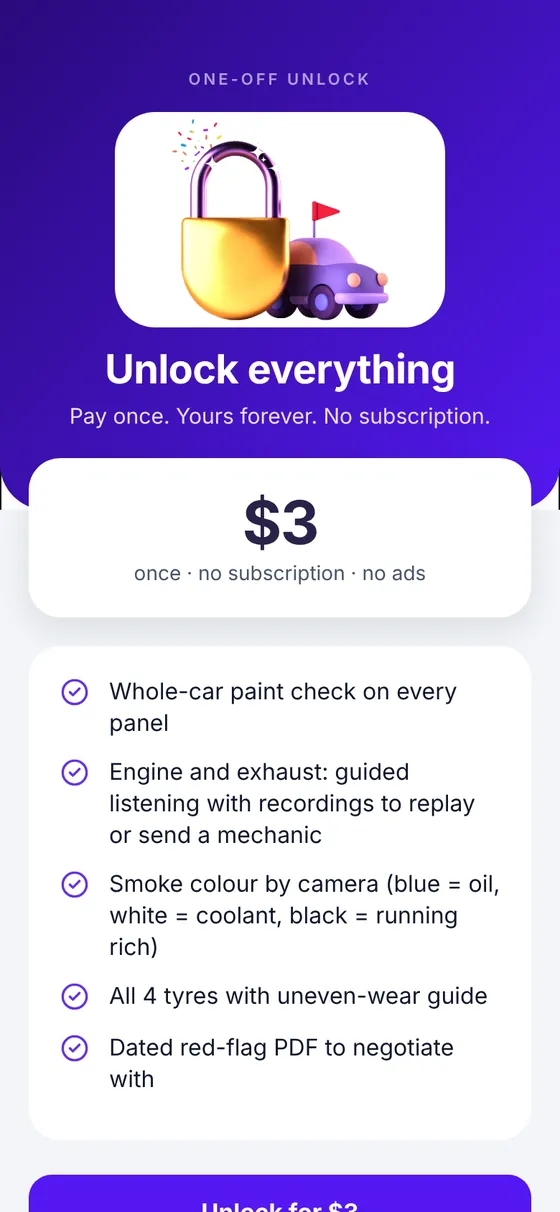 ONE-OFF UNLOCK
Unlock everything
Pay once. Yours forever. No subscription.
$3
once · no subscription · no ads
Whole-car paint check on every
panel
Engine and exhaust: guided
listening with recordings to replay
or send a mechanic
Smoke colour by camera (blue = oil,
white = coolant, black = running
rich)
All 4 tyres with uneven-wear guide
Dated red-flag PDF to negotiate
with
Unlock for $3